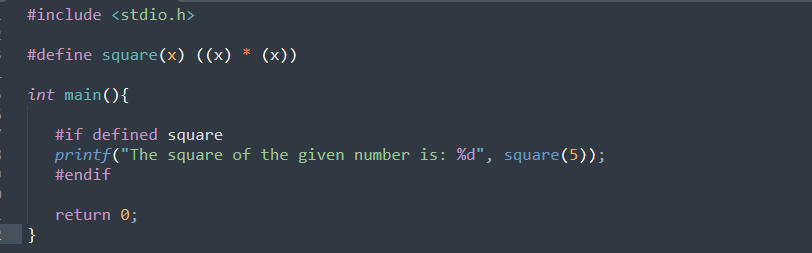 #include <stdio.h>
#define square(x) ((x) * (x))
int main(){
#if defined square
printf("The square of the given number is: %d", square(5));
#endif
return 0;
}